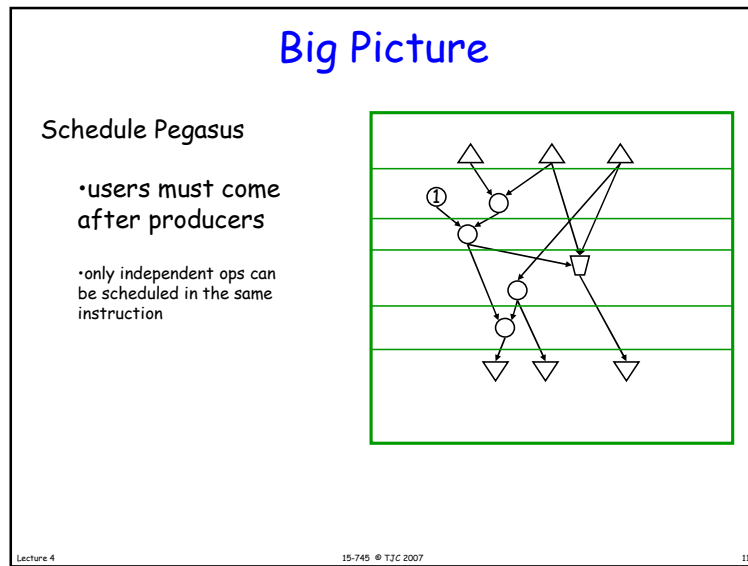 Big Picture
Schedule Pegasus
•users must come
after producers
•only independent ops can
be scheduled in the same
instruction
1
Lecture 4
15-745 © TJC 2007
11